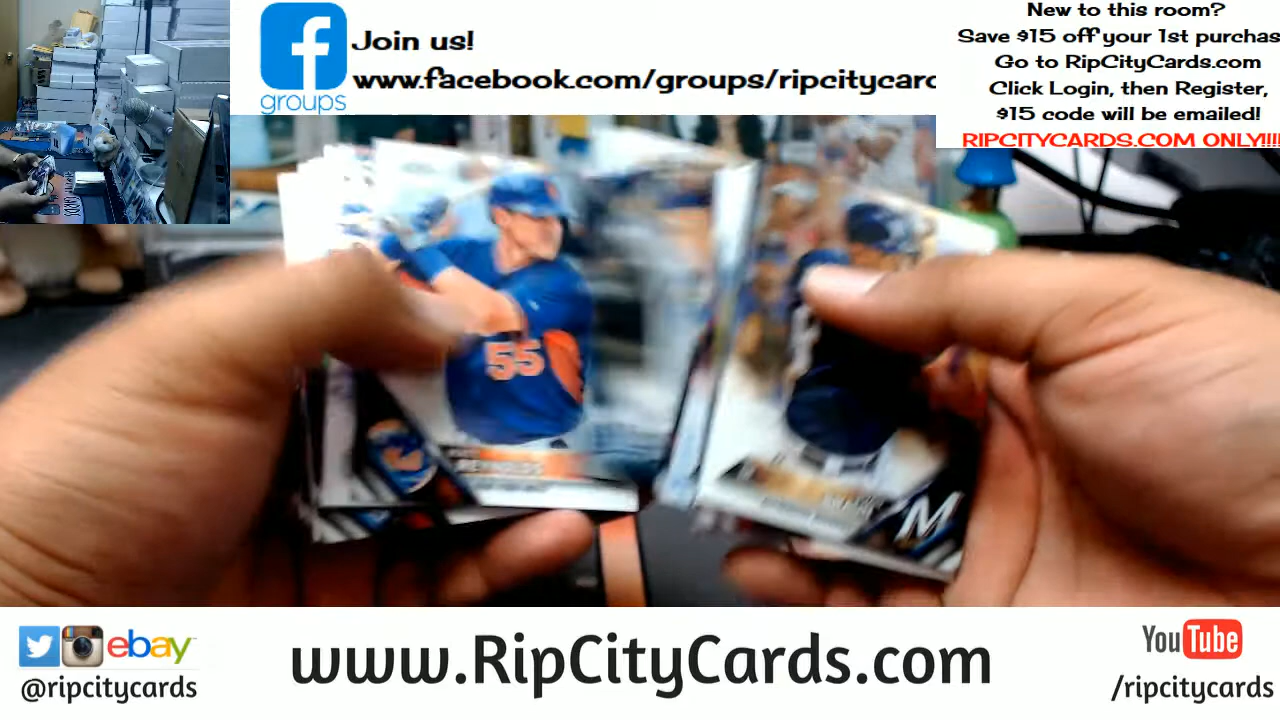 Join us!
www.facebook.com/groups/ripcitycarc
groups
New to this room?
Save $15 off your 1st purchas
Go to RipCityCards.com
Click Login, then Register,
$15 code will be emailed!
RIPCITYCARDS.COM ONLY!!!!
55
REYNOLDS
M
ebay
@ripcitycards
www.RipCityCards.com
YouTube
/ripcitycards